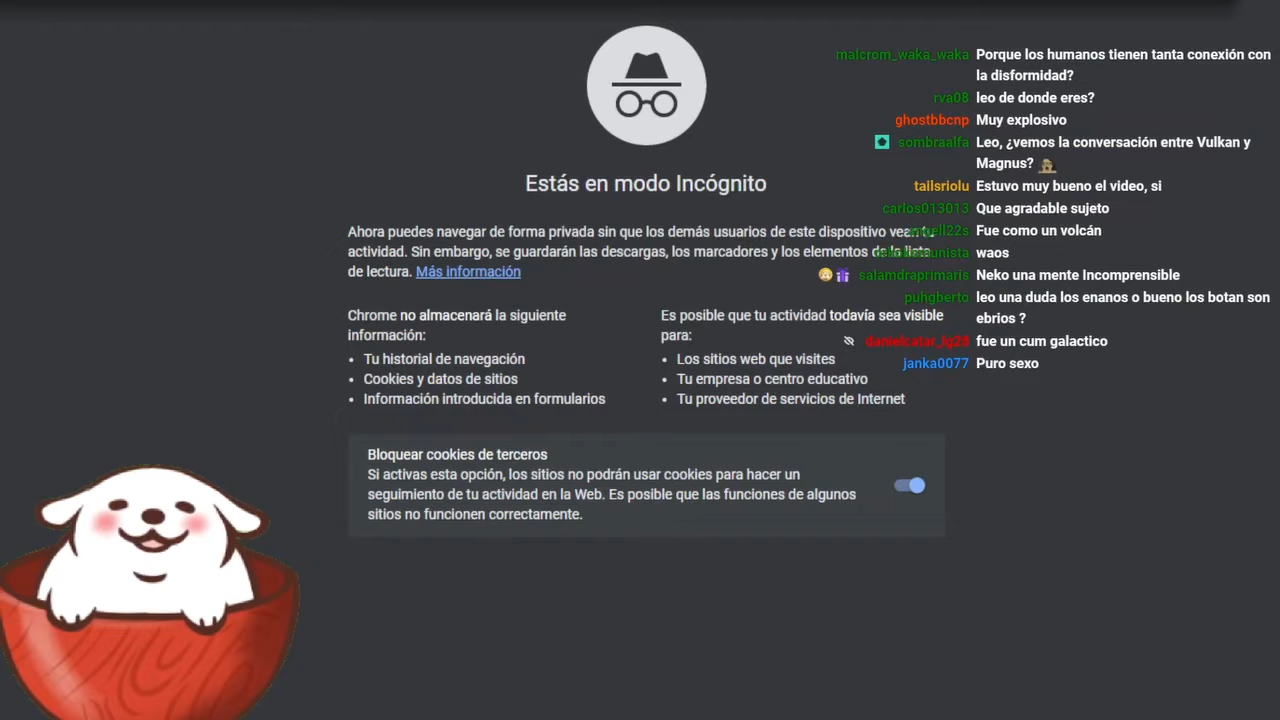 Estás en modo Incógnito
Ahora puedes navegar de forma privada sin que los demás usuarios de este dispositivo vean tu
actividad. Sin embargo, se guardarán las descargas, los marcadores y los elementos de la lista
de lectura. Más información
Chrome no almacenará la siguiente
información:
• Tu historial de navegación
• Cookies y datos de sitios
• Información introducida en formularios
Es posible que tu actividad todavía sea visible
para:
• Los sitios web que visites
• Tu empresa o centro educativo
• Tu proveedor de servicios de Internet
Bloquear cookies de terceros
Si activas esta opción, los sitios no podrán usar cookies para hacer un
seguimiento de tu actividad en la Web. Es posible que las funciones de algunos
sitios no funcionen correctamente.
malcrom_waka_waka Porque los humanos tienen tanta conexión con
la disformidad?
rva08 leo de donde eres?
ghostbbcnp Muy explosivo
sombraalfa Leo, ¿vemos la conversación entre Vulkan y
Magnus?
tailsriolu Estuvo muy bueno el video, si
carlos013013 Que agradable sujeto
Fue como un volcán
waos
salamdraprimaris Neko una mente Incomprensible
puhgberto leo una duda los enanos o bueno los botan son
ebrios ?
danielcatar_lg28 fue un cum galactico
janka0077 Puro sexo